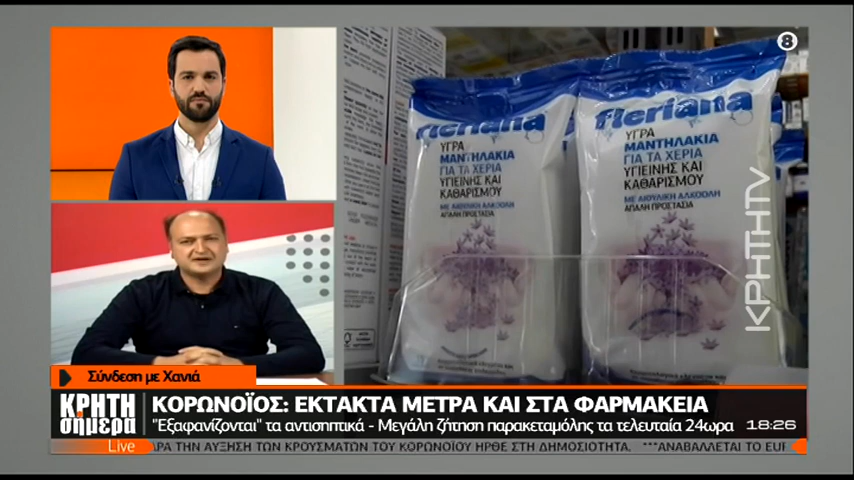 8
fleriana
ΥΓΡΑ
ΜΑΝΤΗΛΑΚΙΑ
ΓΙΑ ΤΑ ΧΕΡΙΑ
ΥΓΙΕΙΝΗΣ ΚΑΙ
ΚΑΘΑΡΙΣΜΟΥ
ΜΕ ΑΙΘΥΛΙΚΗ ΑΛΚΟΟΛΗ
ΑΠΑΛΗ ΠΡΟΣΤΑΣΙΑ
fleriana
ΥΓΡΑ
ΜΑΝΤΗΛΑΚΙΑ
ΓΙΑ ΤΑ ΧΕΡΙΑ
ΥΓΙΕΙΝΗΣ ΚΑΙ
ΚΑΘΑΡΙΣΜΟΥ
ΜΕ ΑΙΘΥΛΙΚΗ ΑΛΚΟΟΛΗ
ΑΠΑΛΗ ΠΡΟΣΤΑΣΙΑ
ΚΡΗΤΗTV
Σύνδεση με Χανιά
ΚΡΗΤΗ
σήμερα
ΚΟΡΩΝΟΪΟΣ: ΕΚΤΑΚΤΑ ΜΕΤΡΑ ΚΑΙ ΣΤΑ ΦΑΡΜΑΚΕΙΑ
"Εξαφανίζονται" τα αντισηπτικά - Μεγάλη ζήτηση παρακεταμόλης τα τελευταία 24ωρα
18:26
Live
ΑΡΑ ΤΗΝ ΑΥΞΗΣΗ ΤΩΝ ΚΡΟΥΣΜΑΤΩΝ ΤΟΥ ΚΟΡΩΝΟΪΟΥ ΗΡΘΕ ΣΤΗ ΔΗΜΟΣΙΟΤΗΤΑ. ***ΑΝΑΒΑΛΛΕΤΑΙ ΤΟ EUF